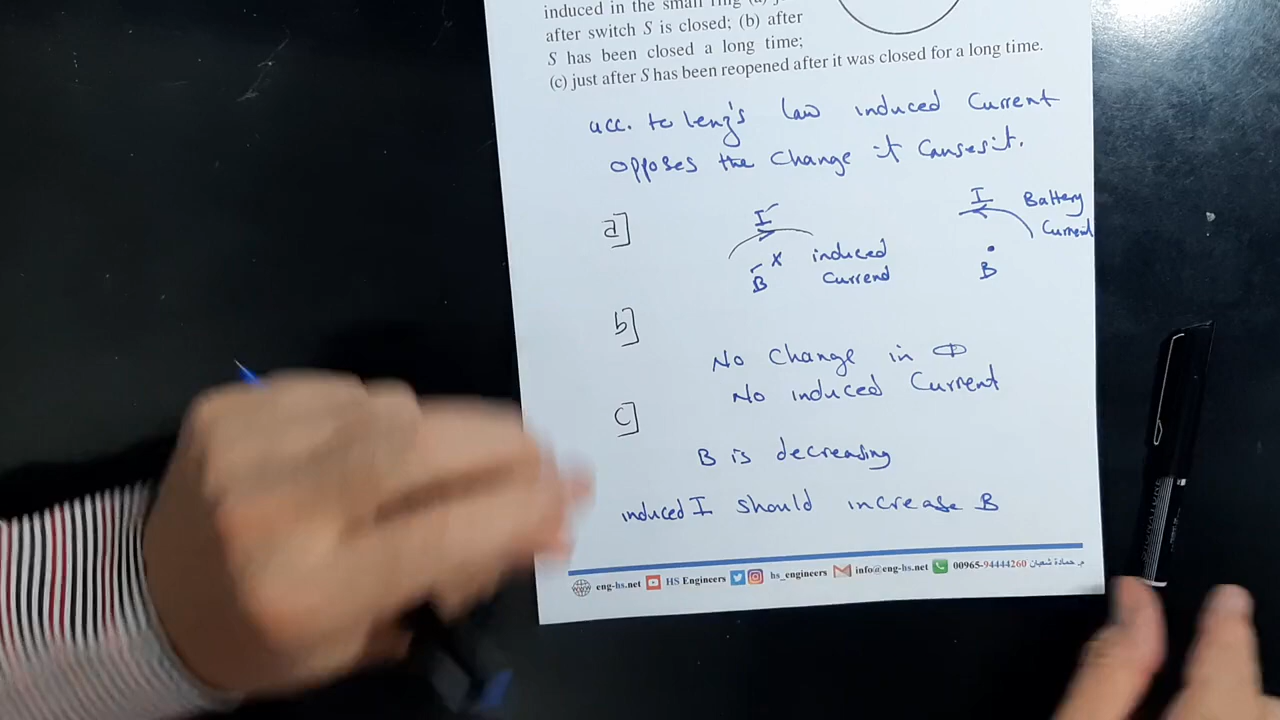 induced in the small ring (a) j
after switch S is closed; (b) after
S has been closed a long time;
(c) just after S has been reopened after it was closed for a long time.
acc. to lenz's law induced Current
opposes the change it causes it.
a]
I'
X
B'
induced
Current
I
Battery
Current
B
b]
No change in Φ
No induced Current
c]
B is decreasing
induced I should increase B
eng-hs.net HS Engineers hs_engineers info@eng-hs.net 00965-94444260 م. حمادة شعبان